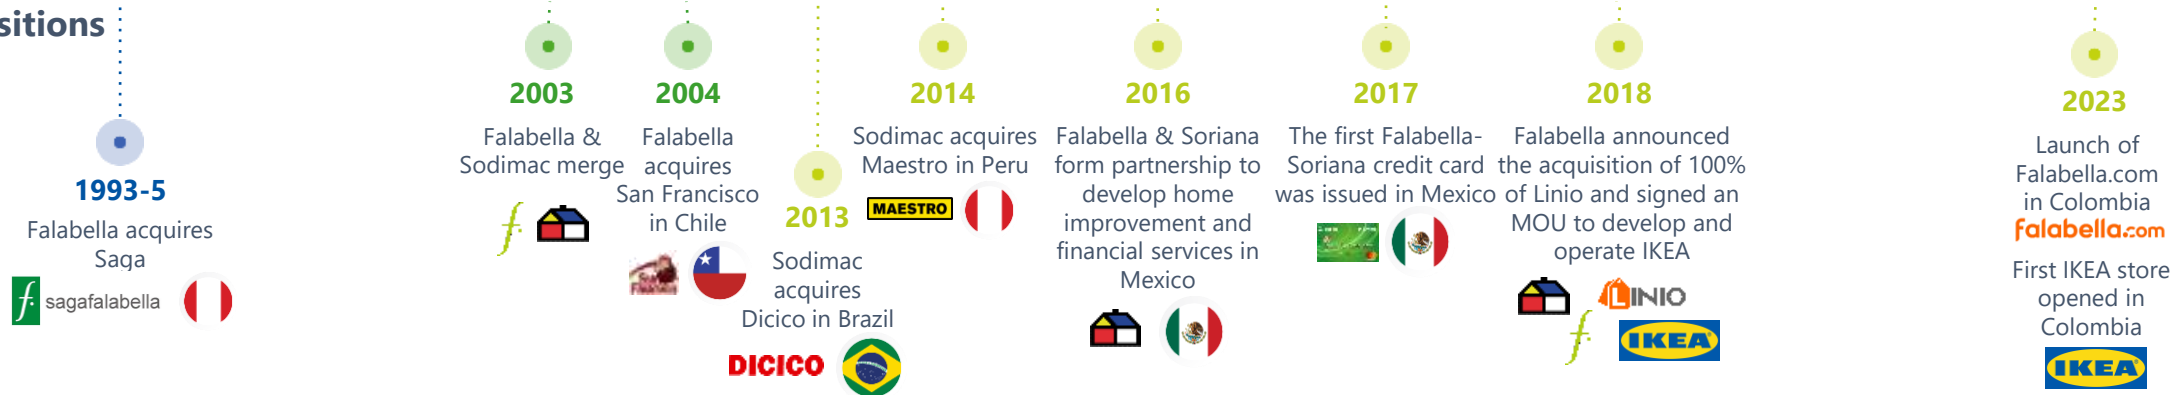 sitions
1993-5
Falabella acquires
Saga
f. sagafalabella
2003
Falabella &
Sodimac merge
f.
2004
Falabella
acquires
San Francisco
in Chile
2013
Sodimac
acquires
Dicico in Brazil
DICICO
2014
Sodimac acquires
Maestro in Peru
MAESTRO
2016
Falabella & Soriana
form partnership to
develop home
improvement and
financial services in
Mexico
2017
The first Falabella-
Soriana credit card
was issued in Mexico
2018
Falabella announced
the acquisition of 100%
of Linio and signed an
MOU to develop and
operate IKEA
LINIO
f.
IKEA
2023
Launch of
Falabella.com
in Colombia
falabella.com
First IKEA store
opened in
Colombia
IKEA